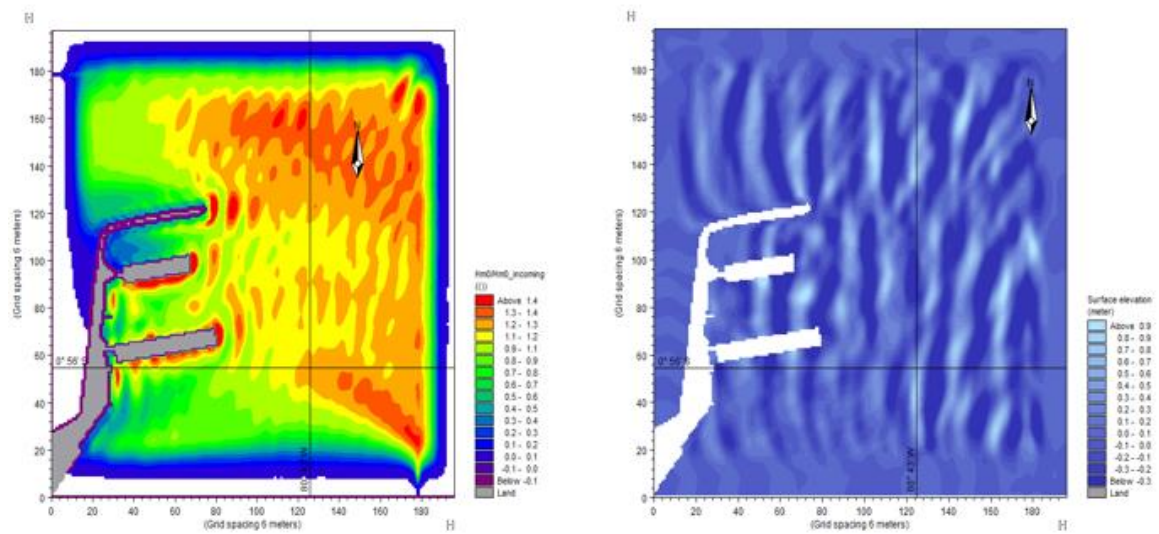 [-]
180
160
140
120
100
80
60
40
20
0
(Grid spacing 6 meters)
0 20 40 60 80 100 120 140 160 180
(Grid spacing 6 meters)
[-]
N
Hm0/Hm0_incoming
(())
Above 1.4
1.3 - 1.4
1.2 - 1.3
1.1 - 1.2
0.9 - 1.1
0.8 - 0.9
0.7 - 0.8
0.6 - 0.7
0.5 - 0.6
0.4 - 0.5
0.3 - 0.4
0.2 - 0.3
0.1 - 0.2
0.0 - 0.1
-0.1 - 0.0
Below -0.1
Land
[-]
180
160
140
120
100
80
60
40
20
0
(Grid spacing 6 meters)
0 20 40 60 80 100 120 140 160 180
(Grid spacing 6 meters)
[-]
N
Surface elevation
(meter)
Above 0.9
0.8 - 0.9
0.7 - 0.8
0.6 - 0.7
0.5 - 0.6
0.4 - 0.5
0.3 - 0.4
0.2 - 0.3
0.1 - 0.2
0.0 - 0.1
-0.1 - 0.0
-0.2 - -0.1
-0.3 - -0.2
Below -0.3
Land